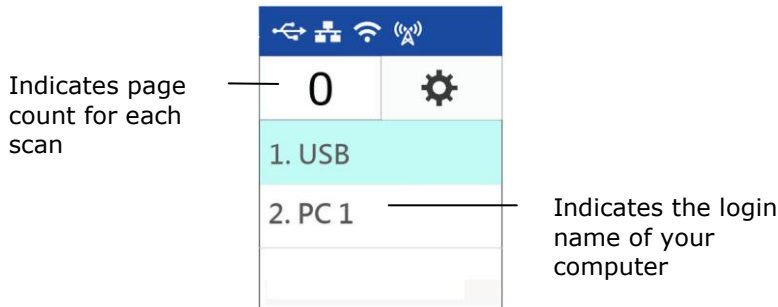 Indicates page
count for each
scan
0
1. USB
2. PC 1
Indicates the login
name of your
computer